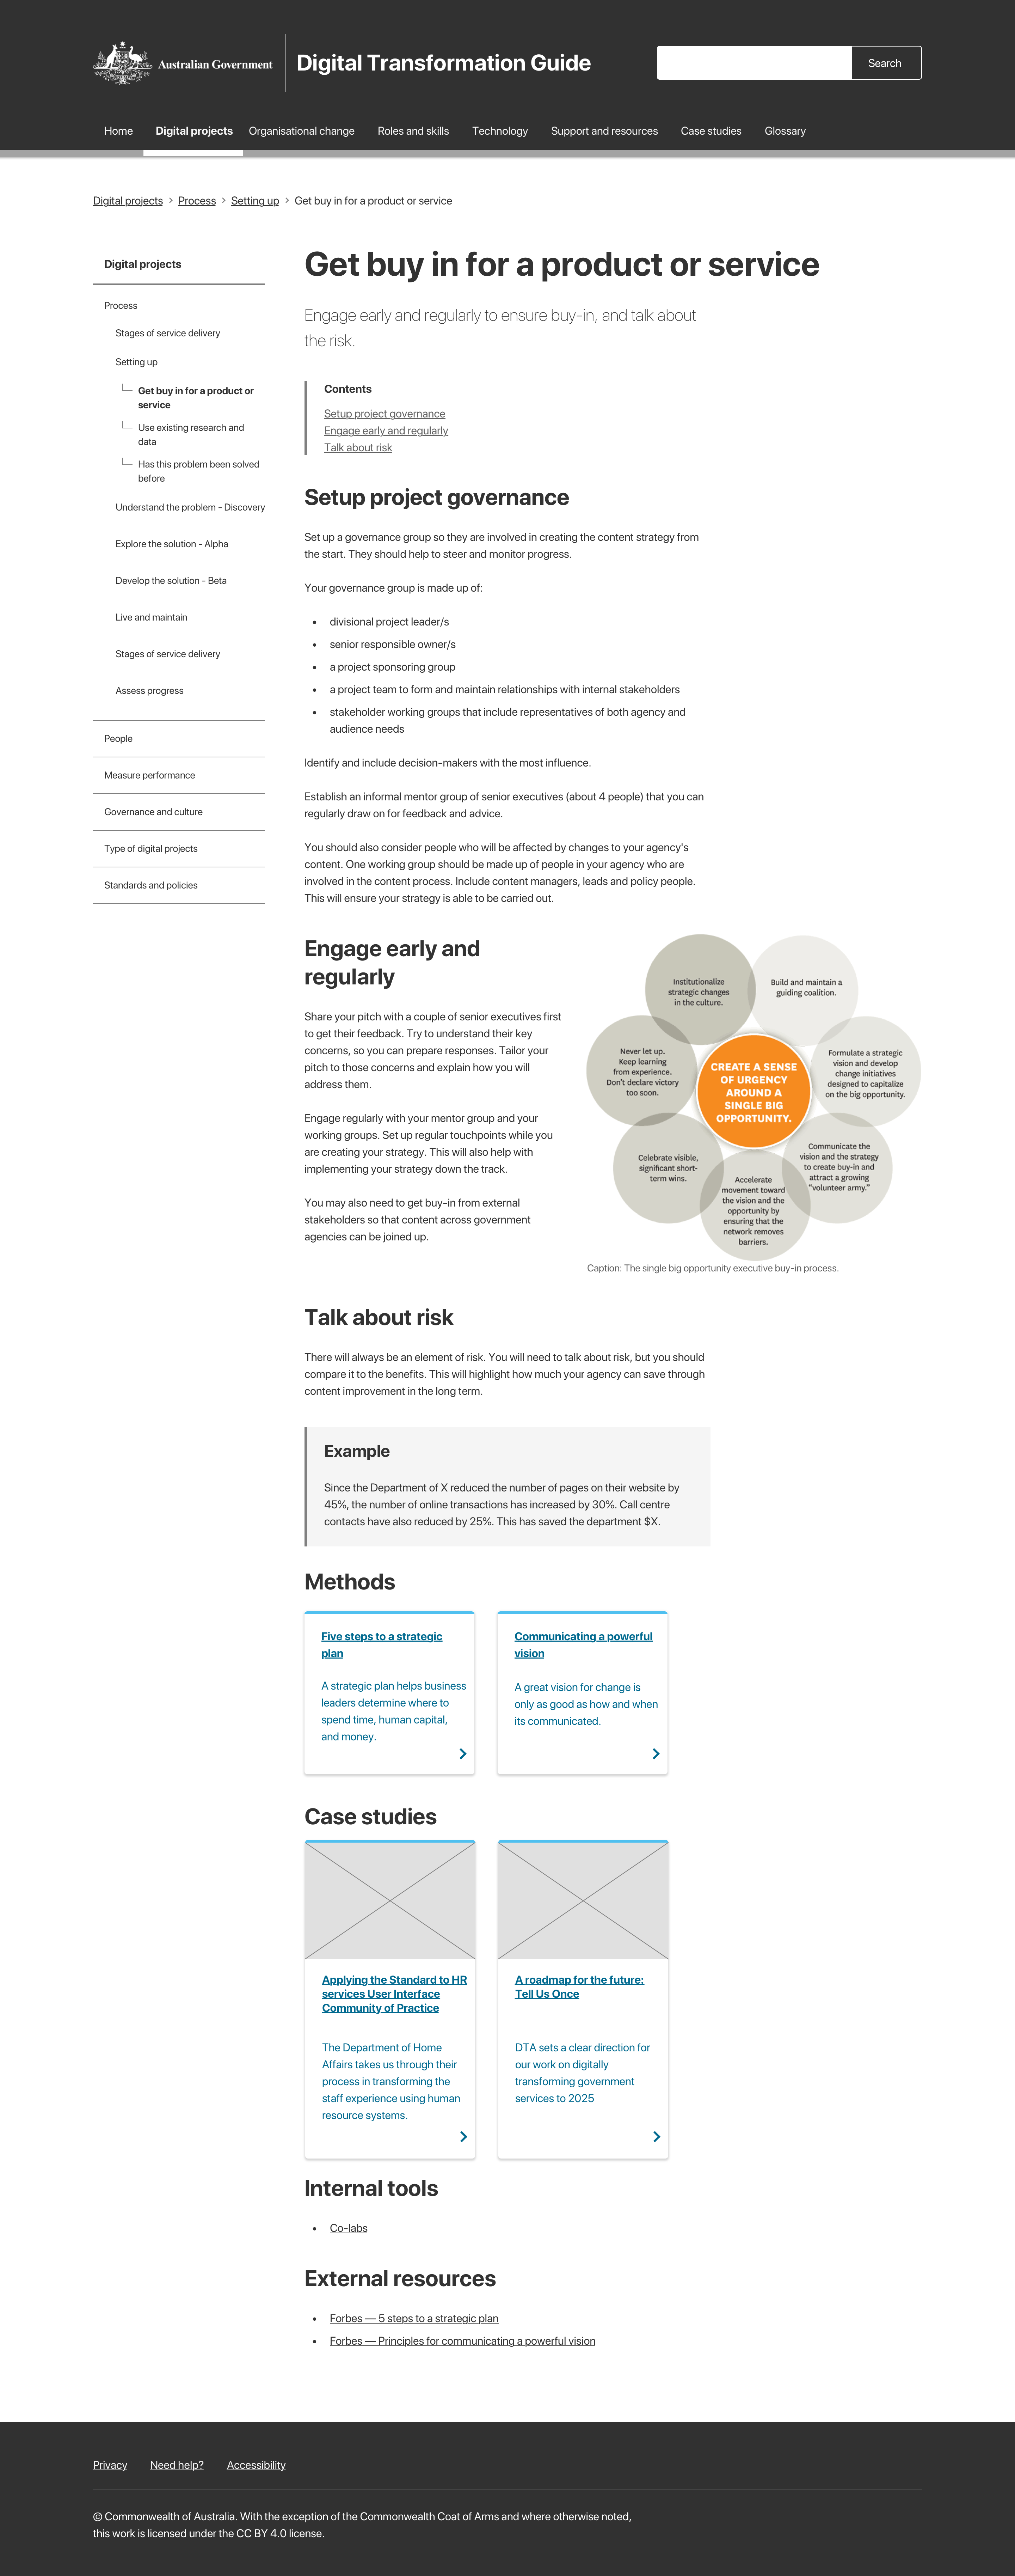 Australian Government
Digital Transformation Guide
Search
Home
Digital projects
Organisational change
Roles and skills
Technology
Support and resources
Case studies
Glossary
Digital projects > Process > Setting up > Get buy in for a product or service
Digital projects
Process
Stages of service delivery
Setting up
Get buy in for a product or
service
Use existing research and
data
Has this problem been solved
before
Understand the problem - Discovery
Explore the solution - Alpha
Develop the solution - Beta
Live and maintain
Stages of service delivery
Assess progress
People
Measure performance
Governance and culture
Type of digital projects
Standards and policies
Get buy in for a product or service
Engage early and regularly to ensure buy-in, and talk about
the risk.
Contents
Setup project governance
Engage early and regularly
Talk about risk
Setup project governance
Set up a governance group so they are involved in creating the content strategy from
the start. They should help to steer and monitor progress.
Your governance group is made up of:
• divisional project leader/s
• senior responsible owner/s
• a project sponsoring group
• a project team to form and maintain relationships with internal stakeholders
• stakeholder working groups that include representatives of both agency and
audience needs
Identify and include decision-makers with the most influence.
Establish an informal mentor group of senior executives (about 4 people) that you can
regularly draw on for feedback and advice.
You should also consider people who will be affected by changes to your agency's
content. One working group should be made up of people in your agency who are
involved in the content process. Include content managers, leads and policy people.
This will ensure your strategy is able to be carried out.
Engage early and
regularly
Share your pitch with a couple of senior executives first
to get their feedback. Try to understand their key
concerns, so you can prepare responses. Tailor your
pitch to those concerns and explain how you will
address them.
Engage regularly with your mentor group and your
working groups. Set up regular touchpoints while you
are creating your strategy. This will also help with
implementing your strategy down the track.
You may also need to get buy-in from external
stakeholders so that content across government
agencies can be joined up.
CREATE A SENSE
OF URGENCY
AROUND A
SINGLE BIG
OPPORTUNITY.
Build and maintain a
guiding coalition.
Formulate a strategic
vision and develop
change initiatives
designed to capitalize
on the big opportunity.
Communicate the
vision and the strategy
to create buy-in and
attract a growing
“volunteer army.”
Accelerate
movement toward
the vision and the
opportunity by
ensuring that the
network removes
barriers.
Celebrate visible,
significant short-
term wins.
Never let up.
Keep learning
from experience.
Don’t declare victory
too soon.
Institutionalize
strategic changes
in the culture.
Caption: The single big opportunity executive buy-in process.
Talk about risk
There will always be an element of risk. You will need to talk about risk, but you should
compare it to the benefits. This will highlight how much your agency can save through
content improvement in the long term.
Example
Since the Department of X reduced the number of pages on their website by
45%, the number of online transactions has increased by 30%. Call centre
contacts have also reduced by 25%. This has saved the department $X.
Methods
Five steps to a strategic
plan
A strategic plan helps business
leaders determine where to
spend time, human capital,
and money.
Communicating a powerful
vision
A great vision for change is
only as good as how and when
its communicated.
Case studies
Applying the Standard to HR
services User Interface
Community of Practice
The Department of Home
Affairs takes us through their
process in transforming the
staff experience using human
resource systems.
A roadmap for the future:
Tell Us Once
DTA sets a clear direction for
our work on digitally
transforming government
services to 2025
Internal tools
• Co-labs
External resources
• Forbes — 5 steps to a strategic plan
• Forbes — Principles for communicating a powerful vision
Privacy
Need help?
Accessibility
© Commonwealth of Australia. With the exception of the Commonwealth Coat of Arms and where otherwise noted,
this work is licensed under the CC BY 4.0 license.